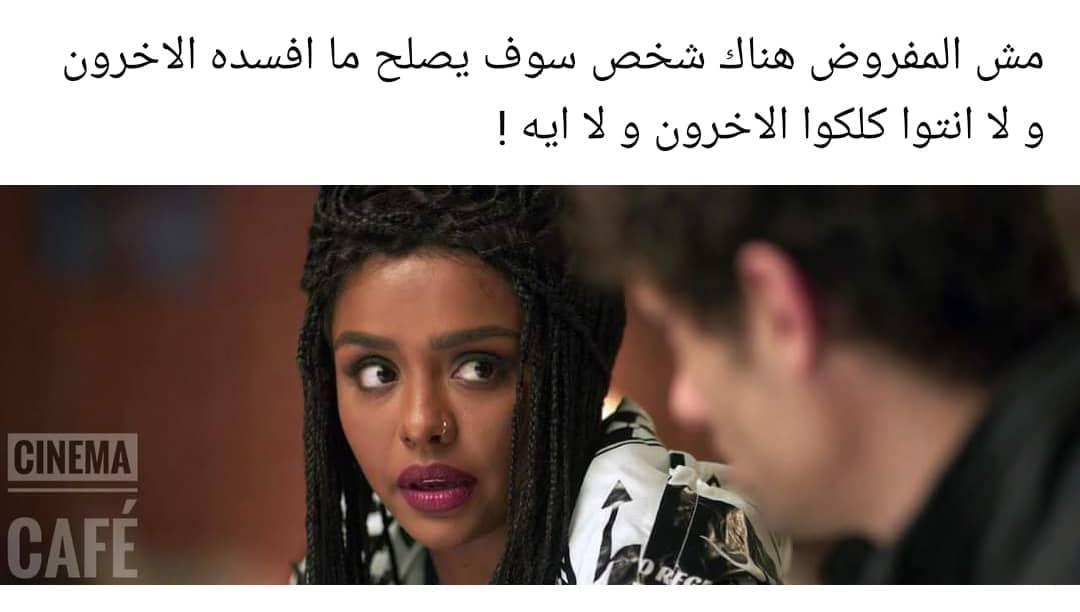 مش المفروض هناك شخص سوف يصلح ما افسده الاخرون
و لا انتوا كلكوا الاخرون و لا ايه !
CINEMA
CAFÉ